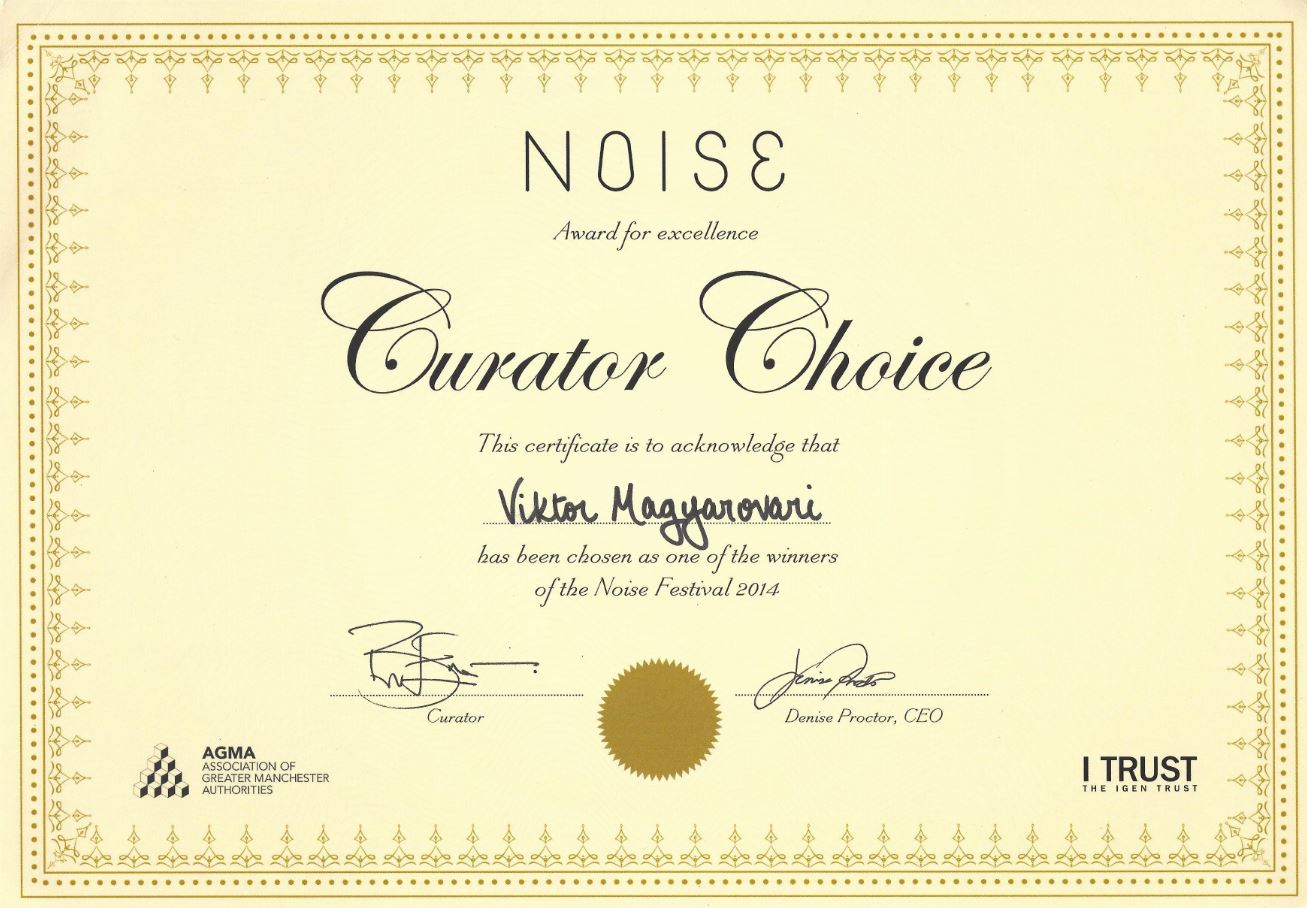 NOISE
Award for excellence
Curator Choice
This certificate is to acknowledge that
Viktor Magyarovari
has been chosen as one of the winners
of the Noise Festival 2014
Curator
Denise Proctor, CEO
AGMA
ASSOCIATION OF
GREATER MANCHESTER
AUTHORITIES
I TRUST
THE IGEN TRUST